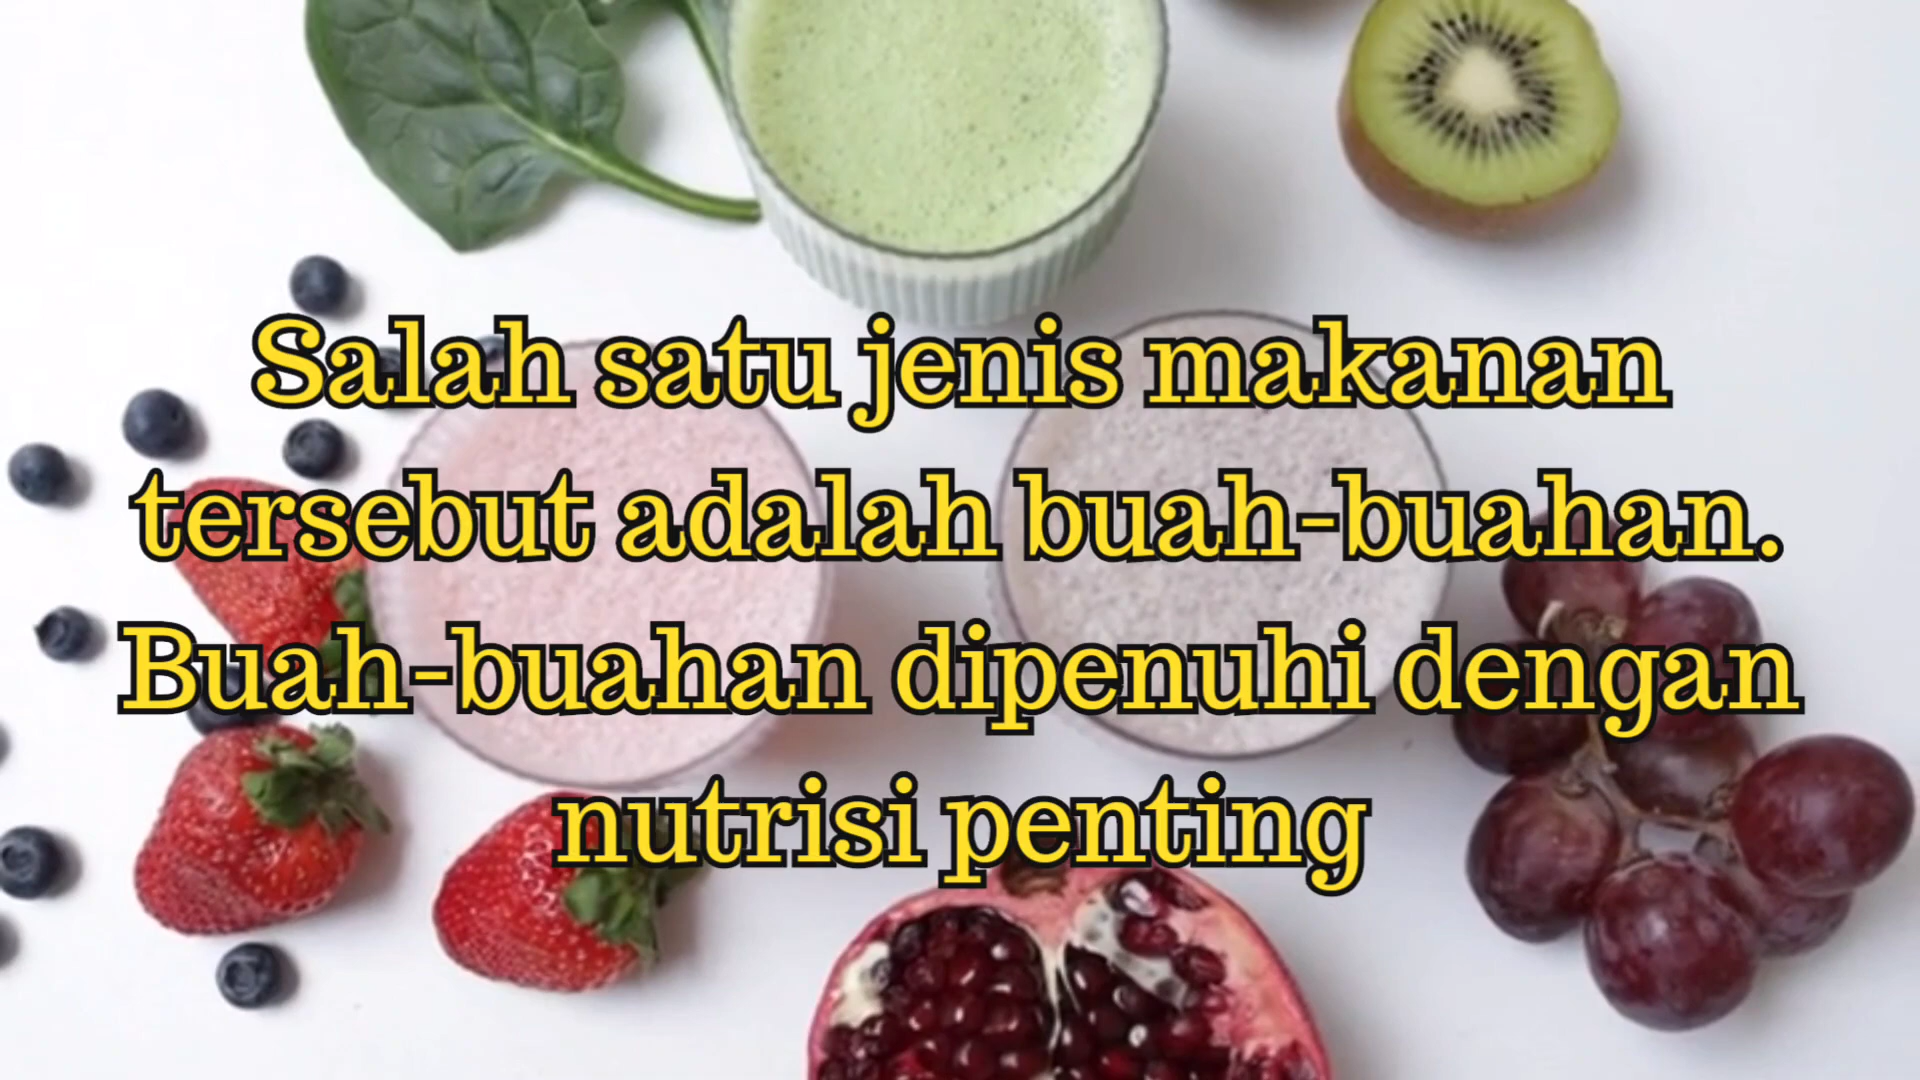 Salah satu jenis makanan
tersebut adalah buah-buahan.
Buah-buahan dipenuhi dengan
nutrisi penting